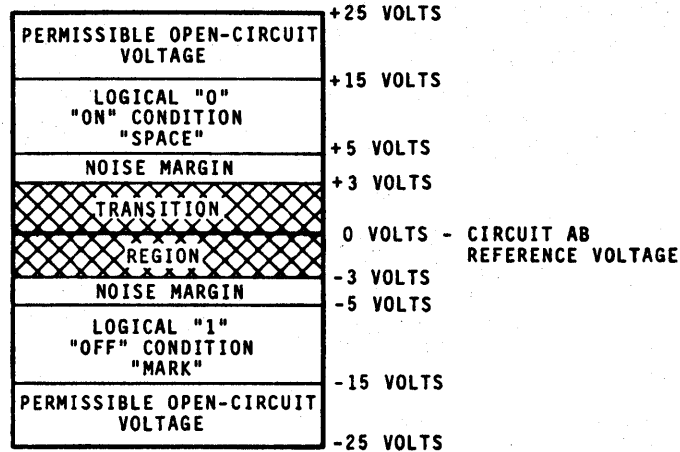 +25 VOLTS
PERMISSIBLE OPEN-CIRCUIT
VOLTAGE
+15 VOLTS
LOGICAL "0"
"ON" CONDITION
"SPACE"
+5 VOLTS
NOISE MARGIN
+3 VOLTS
TRANSITION
0 VOLTS - CIRCUIT AB
REFERENCE VOLTAGE
REGION
-3 VOLTS
NOISE MARGIN
-5 VOLTS
LOGICAL "1"
"OFF" CONDITION
"MARK"
-15 VOLTS
PERMISSIBLE OPEN-CIRCUIT
VOLTAGE
-25 VOLTS